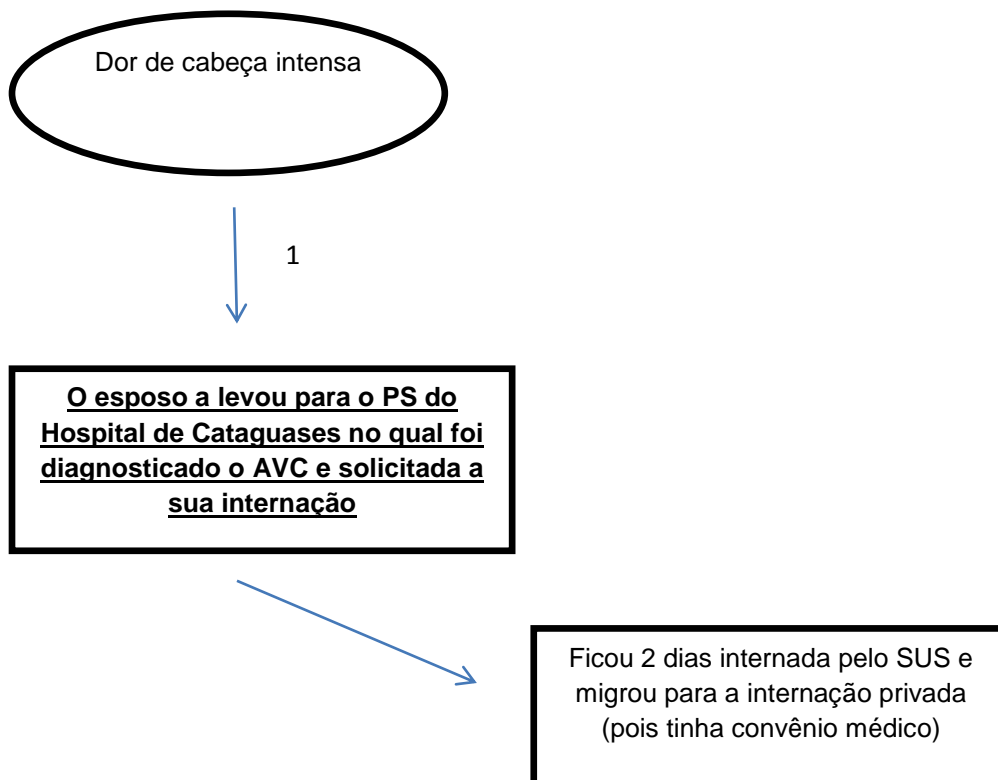 Dor de cabeça intensa
1
O esposo a levou para o PS do
Hospital de Cataguases no qual foi
diagnosticado o AVC e solicitada a
sua internação
Ficou 2 dias internada pelo SUS e
migrou para a internação privada
(pois tinha convênio médico)